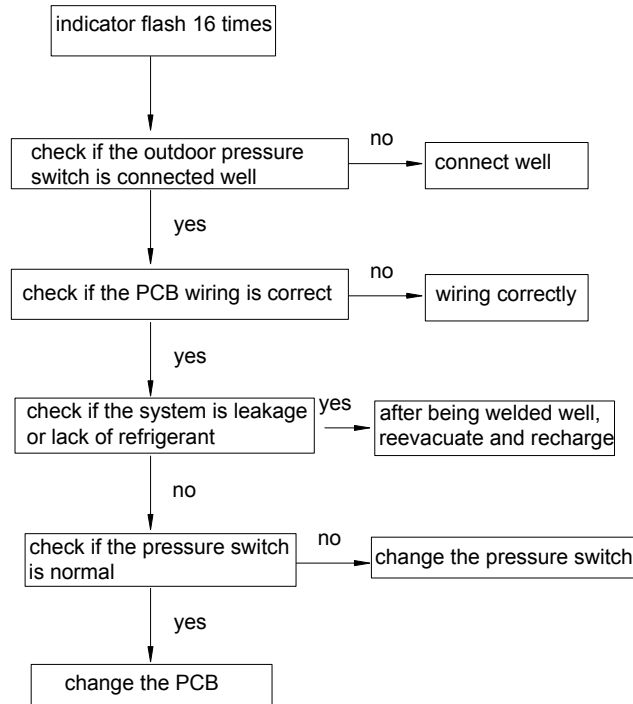 indicator flash 16 times
check if the outdoor pressure
switch is connected well
no
connect well
yes
check if the PCB wiring is correct
no
wiring correctly
yes
check if the system is leakage
or lack of refrigerant
yes
after being welded well,
reevacuate and recharge
no
check if the pressure switch
is normal
no
change the pressure switch
yes
change the PCB